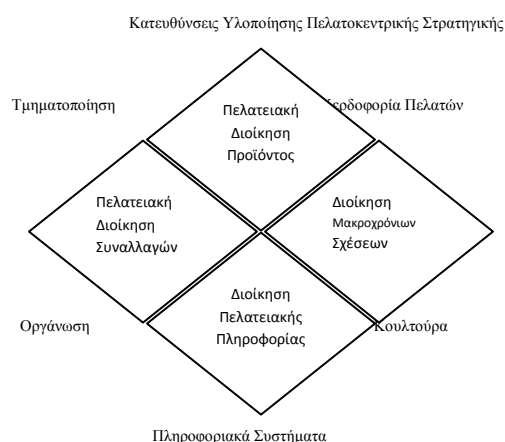 Κατευθύνσεις Υλοποίησης Πελατοκεντρικής Στρατηγικής
Τμηματοποίηση
Κερδοφορία Πελατών
Πελατειακή
Διοίκηση
Προϊόντος
Πελατειακή
Διοίκηση
Συναλλαγών
Διοίκηση
Μακροχρόνιων
Σχέσεων
Διοίκηση
Πελατειακής
Πληροφορίας
Οργάνωση
Κουλτούρα
Πληροφοριακά Συστήματα